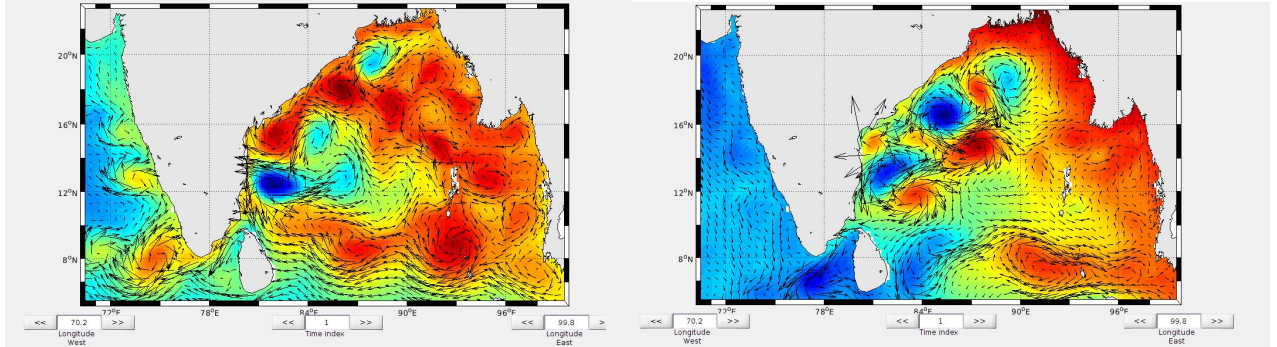 20°N
16°N
12°N
8°N
72°E 78°E 84°E 90°E 96°E
<< 70.2 >>
Longitude
West
<< 1 >>
Time index
<< 99.8 >
Longitude
East
20°N
16°N
12°N
8°N
72°E 78°E 84°E 90°E 96°E
<< 70.2 >>
Longitude
West
<< 1 >>
Time index
<< 99.8 >>
Longitude
East